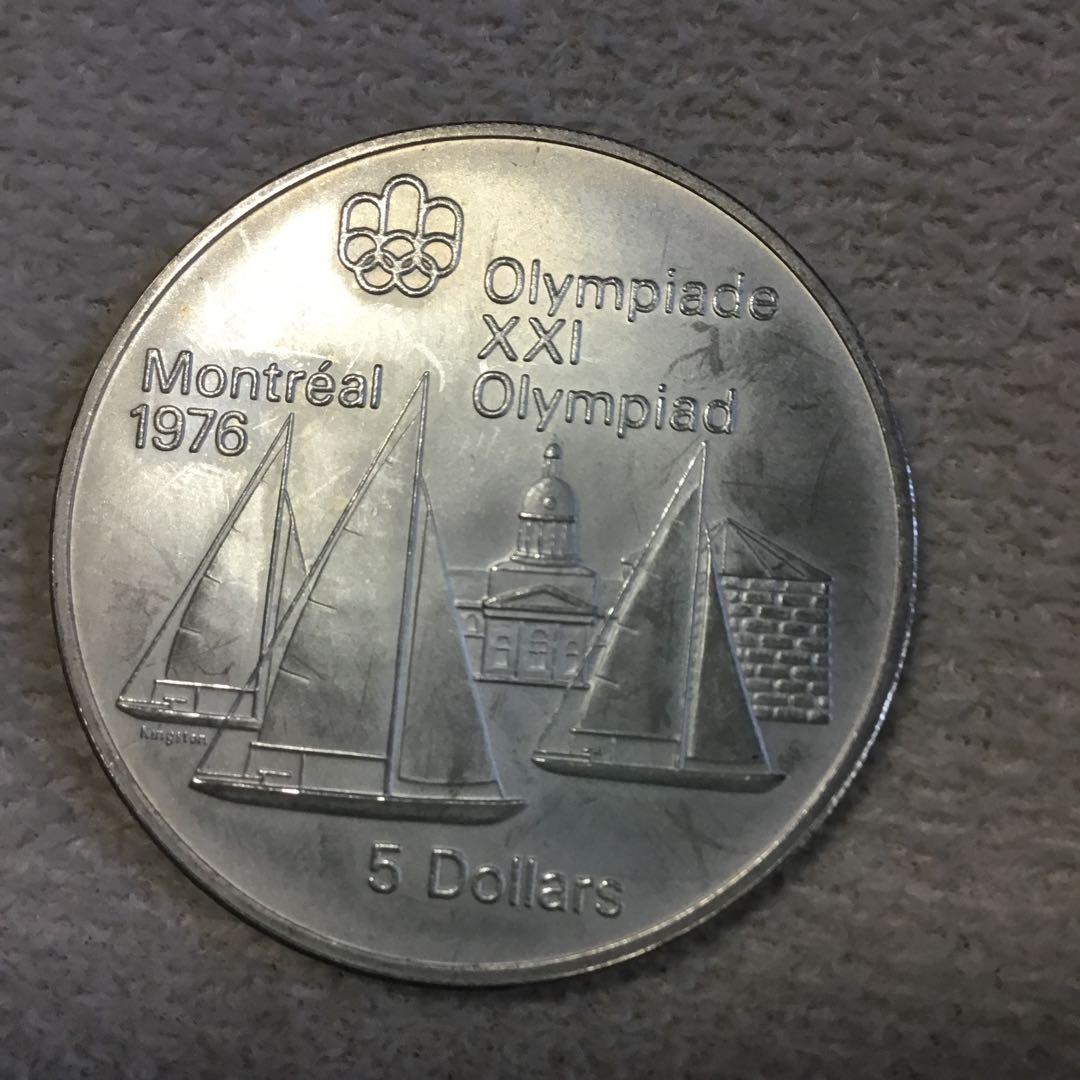 Olympiade
XXI
Olympiad
Montréal
1976
Kingston
5 Dollars